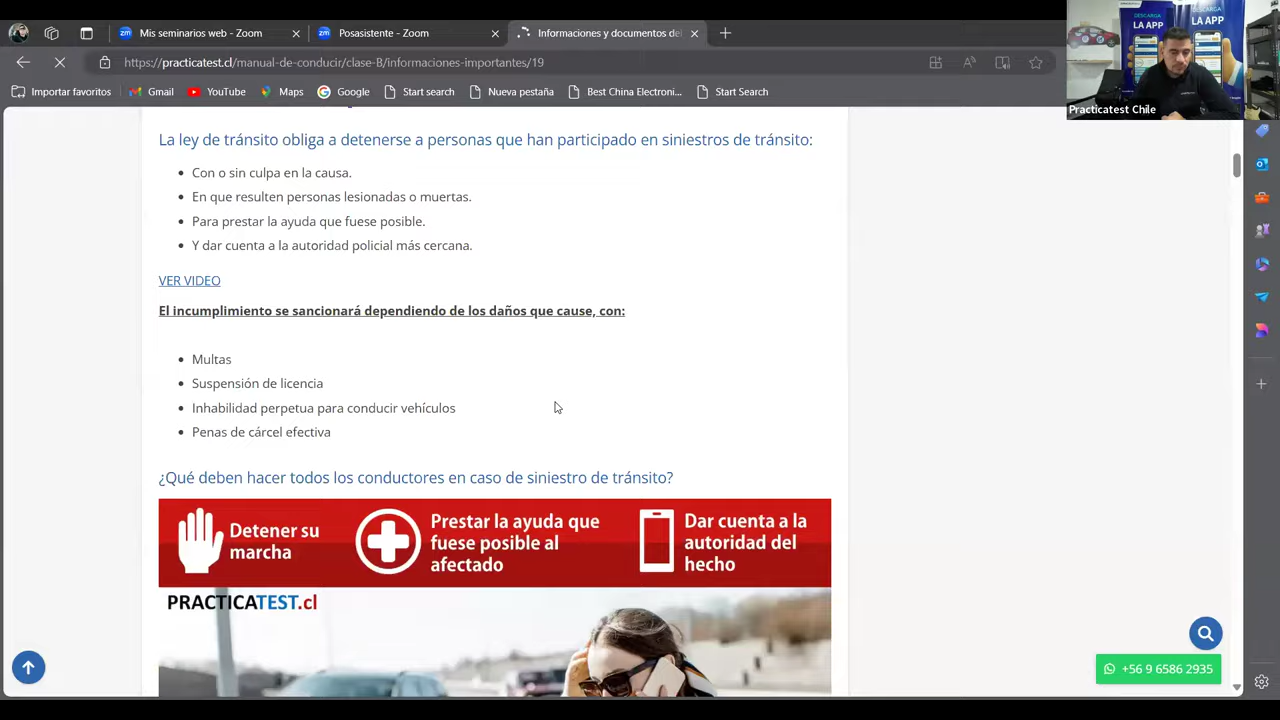 Mis seminarios web - Zoom
Posasistente - Zoom
Informaciones y documentos de
https://practicatest.cl/manual-de-conducir/clase-B/informaciones-importantes/19
Importar favoritos
Gmail
YouTube
Maps
Google
Start search
Nueva pestaña
Best China Electroni...
Start Search
DESCARGA
LA APP
DESCARGA
LA APP
Practicatest Chile
La ley de tránsito obliga a detenerse a personas que han participado en siniestros de tránsito:
Con o sin culpa en la causa.
En que resulten personas lesionadas o muertas.
Para prestar la ayuda que fuese posible.
Y dar cuenta a la autoridad policial más cercana.
VER VIDEO
El incumplimiento se sancionará dependiendo de los daños que cause, con:
Multas
Suspensión de licencia
Inhabilidad perpetua para conducir vehículos
Penas de cárcel efectiva
¿Qué deben hacer todos los conductores en caso de siniestro de tránsito?
Detener su
marcha
Prestar la ayuda que
fuese posible al
afectado
Dar cuenta a la
autoridad del
hecho
PRACTICATEST.cl
+56 9 6586 2935